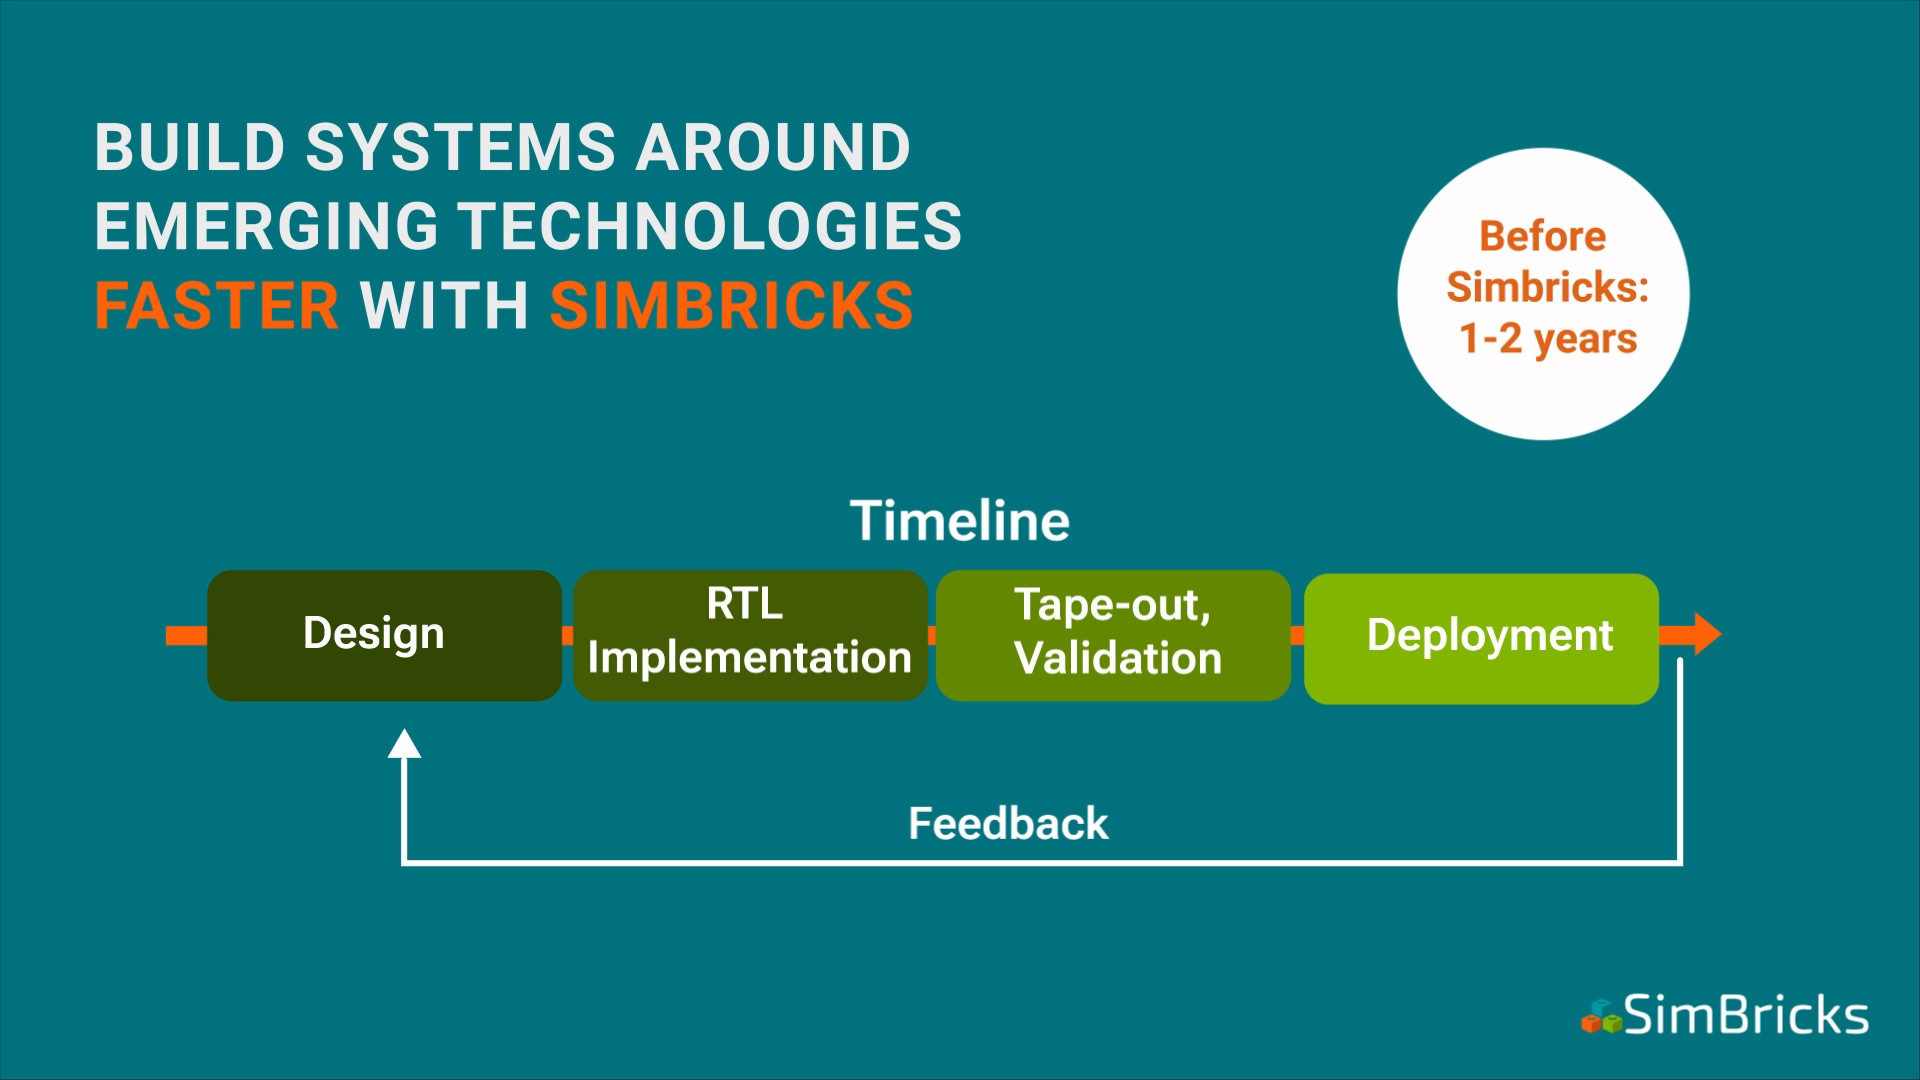 BUILD SYSTEMS AROUND
EMERGING TECHNOLOGIES
FASTER WITH SIMBRICKS
Before
Simbricks:
1-2 years
Timeline
Design
RTL
Implementation
Tape-out,
Validation
Deployment
Feedback
SimBricks